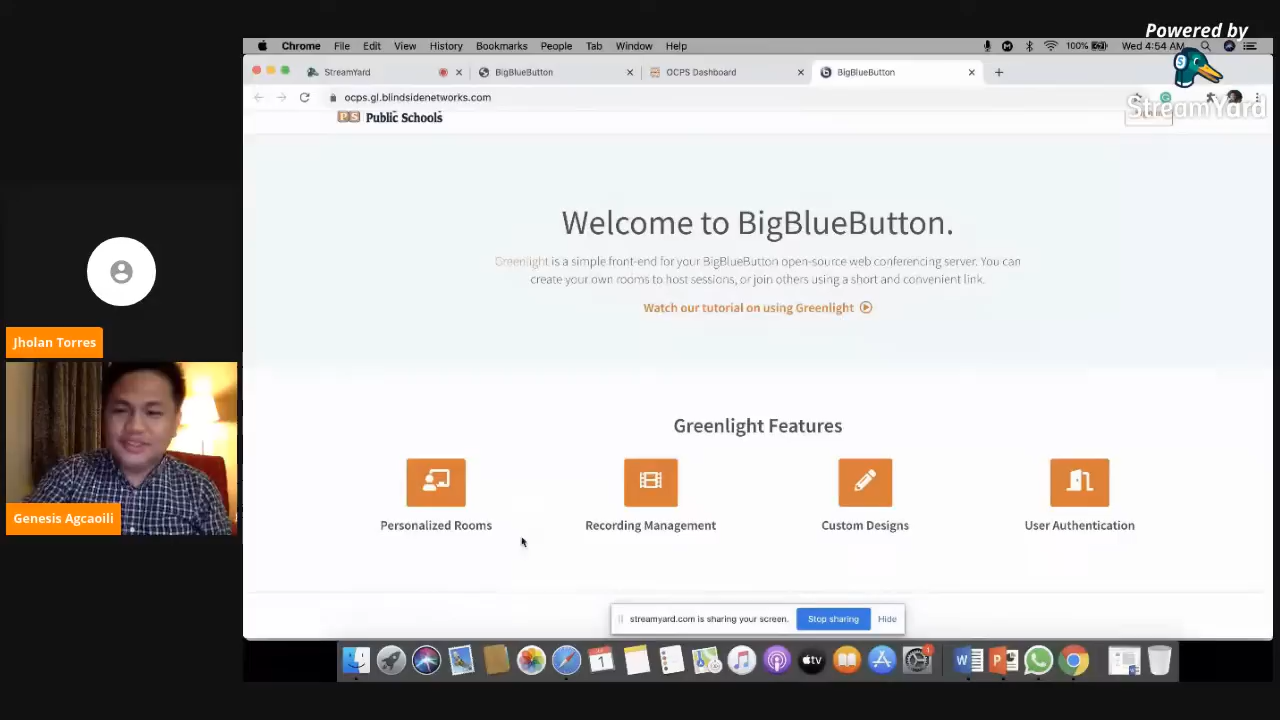 Powered by
StreamYard
Chrome File Edit View History Bookmarks People Tab Window Help
100% Wed 4:54 AM
StreamYard BigBlueButton OCPS Dashboard BigBlueButton
ocps.gl.blindsidenetworks.com
PS Public Schools
Welcome to BigBlueButton.
Greenlight is a simple front-end for your BigBlueButton open-source web conferencing server. You can
create your own rooms to host sessions, or join others using a short and convenient link.
Watch our tutorial on using Greenlight
Jholan Torres
Greenlight Features
Personalized Rooms Recording Management Custom Designs User Authentication
Genesis Agcaoili
streamyard.com is sharing your screen. Stop sharing Hide
1
tv
1